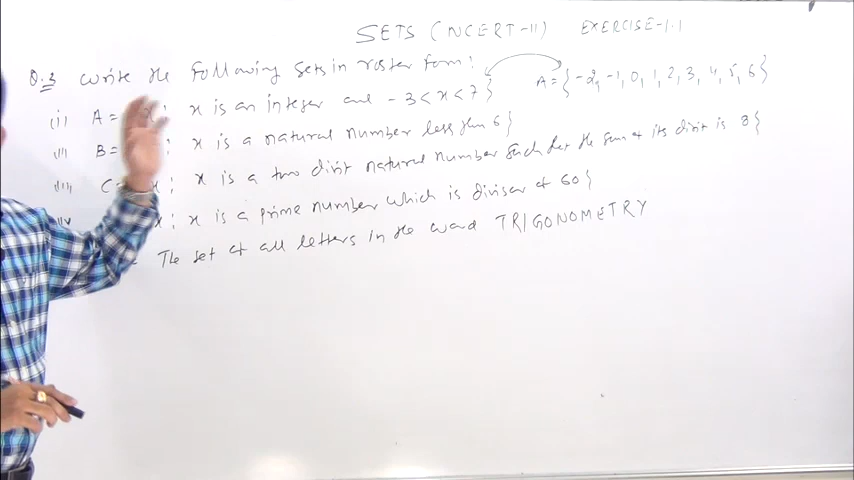 SETS (NCERT-11) EXERCISE-1.1
Q.3 Write the following sets in roster form:
(i) A = x : x is an integer and -3 < x < 7} A = {-2, -1, 0, 1, 2, 3, 4, 5, 6}
(ii) B = : x is a natural number less than 6}
(iii) C = x : x is a two digit natural number such that the sum of its digit is 8}
(iv x : x is a prime number which is divisor of 60}
The set of all letters in the word TRIGONOMETRY